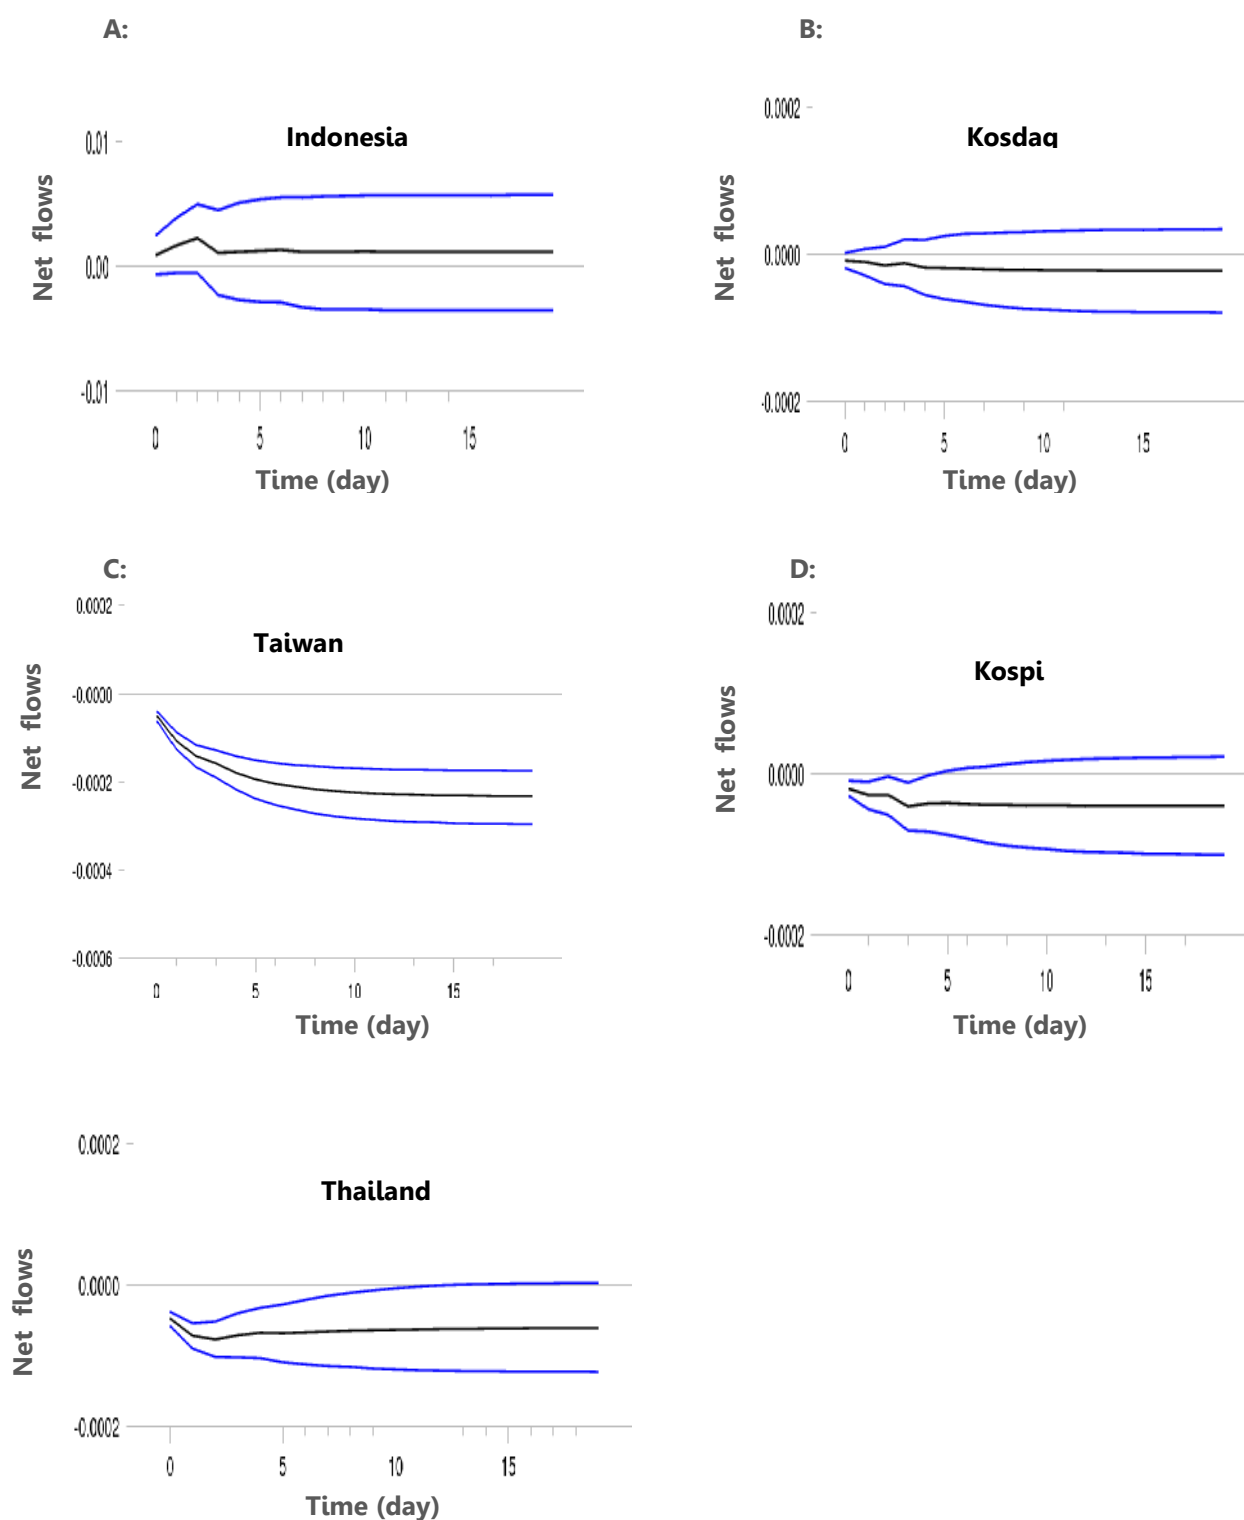 A:
Indonesia
0.01
0.00
-0.01
Net flows
0 5 10 15
Time (day)
B:
Kosdaq
0.0002
0.0000
-0.0002
Net flows
0 5 10 15
Time (day)
C:
Taiwan
0.0002
-0.0000
-0.0002
-0.0004
-0.0006
Net flows
0 5 10 15
Time (day)
D:
Kospi
0.0002
0.0000
-0.0002
Net flows
0 5 10 15
Time (day)
Thailand
0.0002
0.0000
-0.0002
Net flows
0 5 10 15
Time (day)